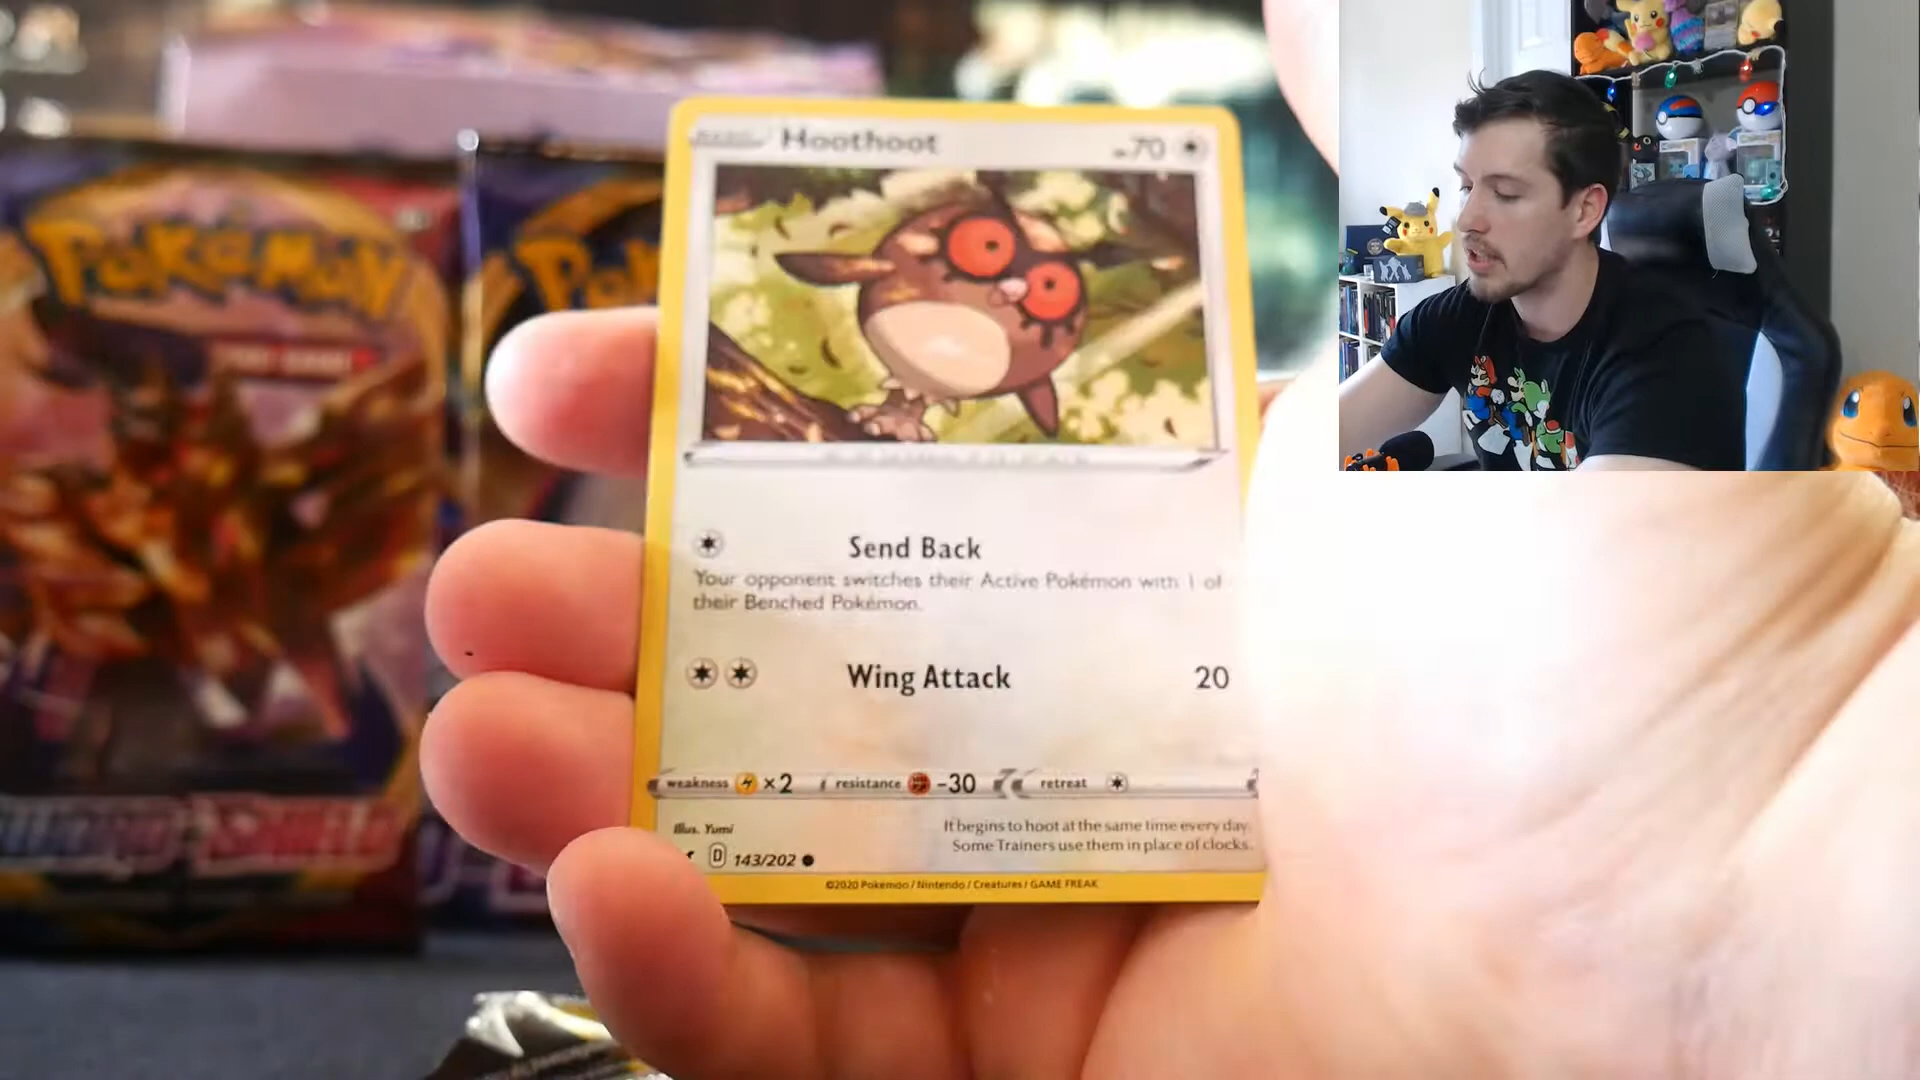 Hoothoot
70
Send Back
Your opponent switches their Active Pokémon with 1 of
their Benched Pokémon.
Wing Attack 20
weakness ×2 resistance -30 retreat
Illus. Yumi
It begins to hoot at the same time every day.
Some Trainers use them in place of clocks.
D 143/202
©2020 Pokémon / Nintendo / Creatures / GAME FREAK
Pokémon